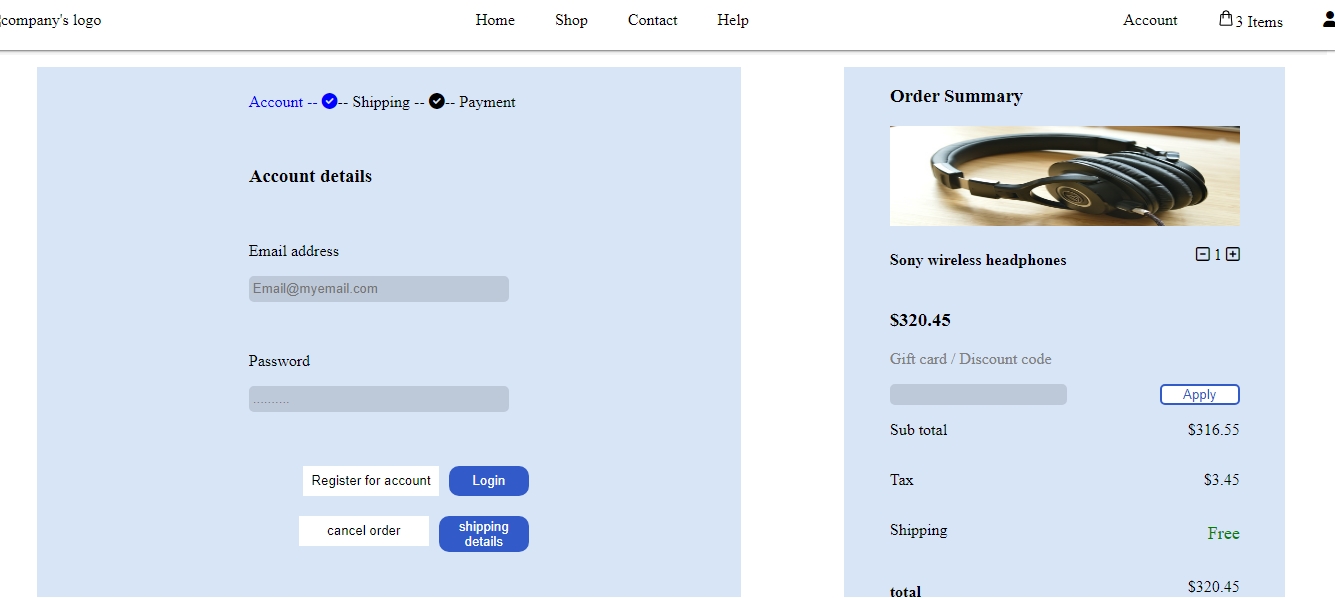 company's logo
Home Shop Contact Help
Account 3 Items
Account -- -- Shipping -- -- Payment
Account details
Email address
Email@myemail.com
Password
..........
Register for account Login
cancel order shipping
details
Order Summary
Sony wireless headphones 1
$320.45
Gift card / Discount code
Apply
Sub total $316.55
Tax $3.45
Shipping Free
total $320.45